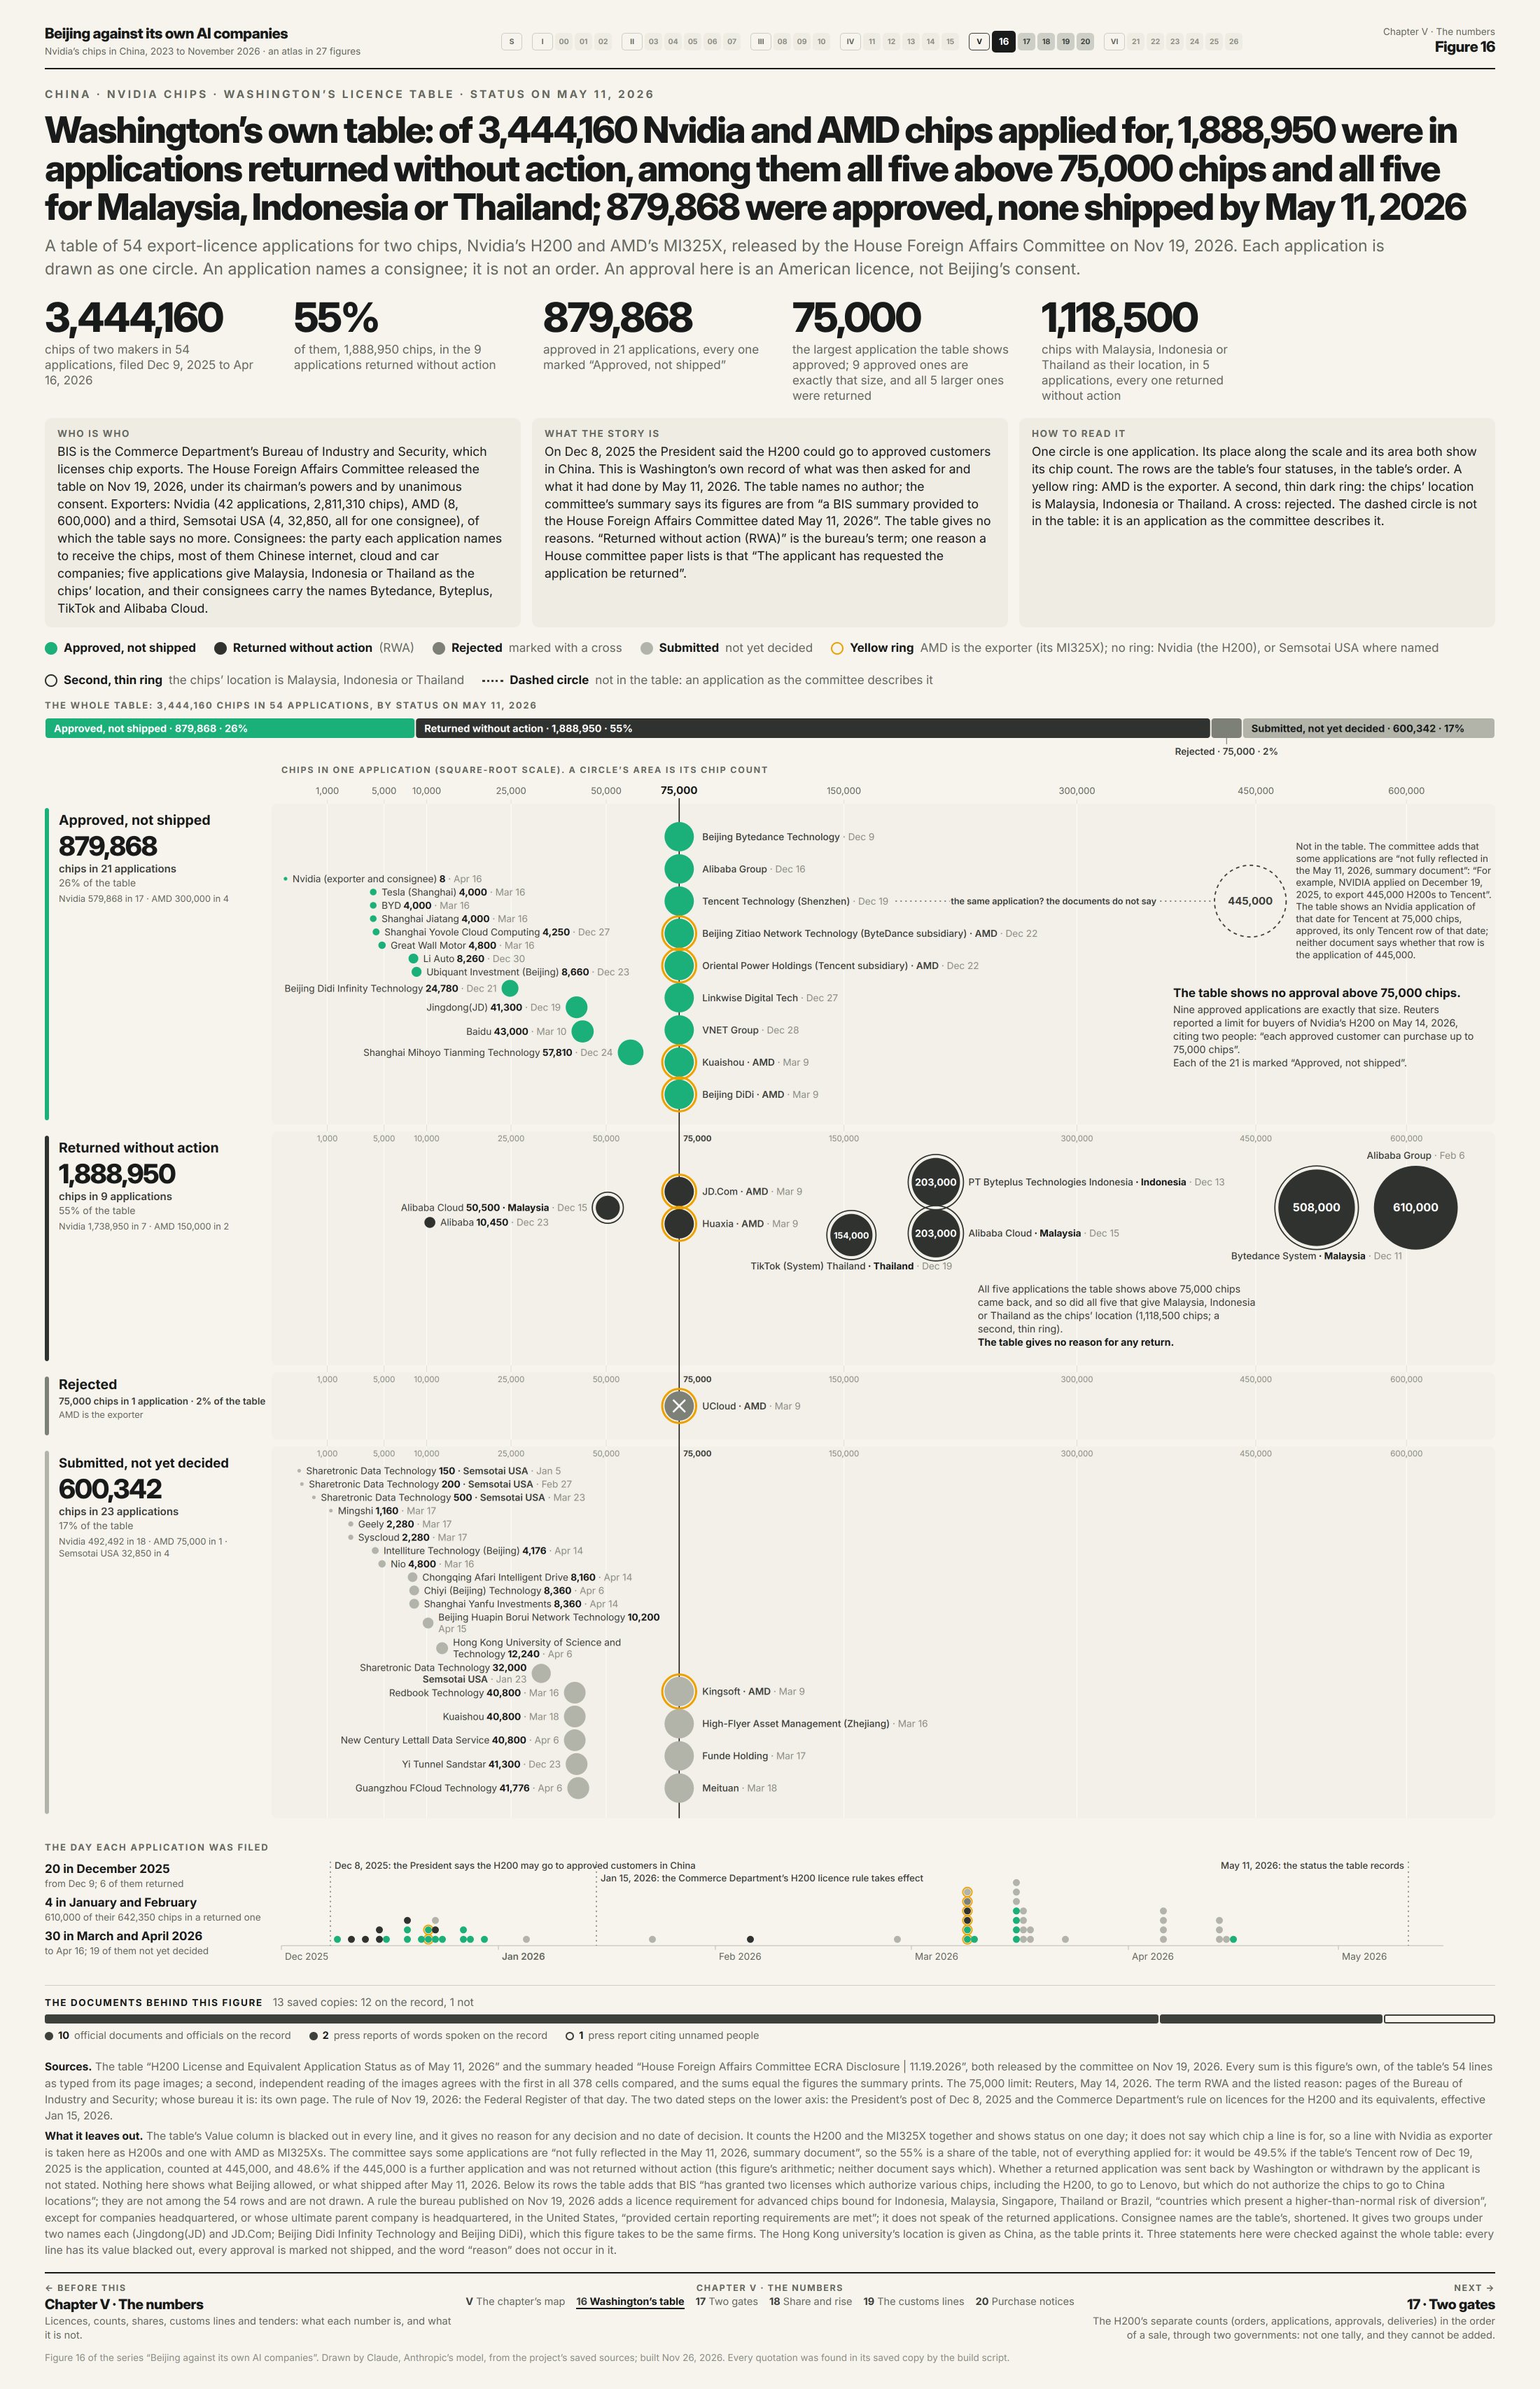 Beijing against its own AI companies
Nvidia's chips in China, 2023 to November 2026 · an atlas in 27 figures
S I 00 01 02 II 03 04 05 06 07 III 08 09 10 IV 11 12 13 14 15 V 16 17 18 19 20 VI 21 22 23 24 25 26
Chapter V · The numbers
Figure 16
CHINA · NVIDIA CHIPS · WASHINGTON'S LICENCE TABLE · STATUS ON MAY 11, 2026
Washington's own table: of 3,444,160 Nvidia and AMD chips applied for, 1,888,950 were in
applications returned without action, among them all five above 75,000 chips and all five
for Malaysia, Indonesia or Thailand; 879,868 were approved, none shipped by May 11, 2026
A table of 54 export-licence applications for two chips, Nvidia's H200 and AMD's MI325X, released by the House Foreign Affairs Committee on Nov 19, 2026. Each application is
drawn as one circle. An application names a consignee; it is not an order. An approval here is an American licence, not Beijing's consent.
3,444,160
chips of two makers in 54
applications, filed Dec 9, 2025 to Apr
16, 2026
55%
of them, 1,888,950 chips, in the 9
applications returned without action
879,868
approved in 21 applications, every one
marked “Approved, not shipped”
75,000
the largest application the table shows
approved; 9 approved ones are
exactly that size, and all 5 larger ones
were returned
1,118,500
chips with Malaysia, Indonesia or
Thailand as their location, in 5
applications, every one returned
without action
WHO IS WHO
BIS is the Commerce Department's Bureau of Industry and Security, which
licenses chip exports. The House Foreign Affairs Committee released the
table on Nov 19, 2026, under its chairman's powers and by unanimous
consent. Exporters: Nvidia (42 applications, 2,811,310 chips), AMD (8,
600,000) and a third, Semsotai USA (4, 32,850, all for one consignee), of
which the table says no more. Consignees: the party each application names
to receive the chips, most of them Chinese internet, cloud and car
companies; five applications give Malaysia, Indonesia or Thailand as the
chips' location, and their consignees carry the names Bytedance, Byteplus,
TikTok and Alibaba Cloud.
WHAT THE STORY IS
On Dec 8, 2025 the President said the H200 could go to approved customers
in China. This is Washington's own record of what was then asked for and
what it had done by May 11, 2026. The table names no author; the
committee's summary says its figures are from “a BIS summary provided to
the House Foreign Affairs Committee dated May 11, 2026”. The table gives no
reasons. “Returned without action (RWA)” is the bureau's term; one reason a
House committee paper lists is that “The applicant has requested the
application be returned”.
HOW TO READ IT
One circle is one application. Its place along the scale and its area both show
its chip count. The rows are the table's four statuses, in the table's order. A
yellow ring: AMD is the exporter. A second, thin dark ring: the chips' location
is Malaysia, Indonesia or Thailand. A cross: rejected. The dashed circle is not
in the table: it is an application as the committee describes it.
Approved, not shipped
Returned without action (RWA)
Rejected marked with a cross
Submitted not yet decided
Yellow ring AMD is the exporter (its MI325X); no ring: Nvidia (the H200), or Semsotai USA where named
Second, thin ring the chips' location is Malaysia, Indonesia or Thailand
Dashed circle not in the table: an application as the committee describes it
THE WHOLE TABLE: 3,444,160 CHIPS IN 54 APPLICATIONS, BY STATUS ON MAY 11, 2026
Approved, not shipped · 879,868 · 26%
Returned without action · 1,888,950 · 55%
Submitted, not yet decided · 600,342 · 17%
Rejected · 75,000 · 2%
CHIPS IN ONE APPLICATION (SQUARE-ROOT SCALE). A CIRCLE'S AREA IS ITS CHIP COUNT
1,000 5,000 10,000 25,000 50,000 75,000 150,000 300,000 450,000 600,000
Approved, not shipped
879,868
chips in 21 applications
26% of the table
Nvidia 579,868 in 17 · AMD 300,000 in 4
Nvidia (exporter and consignee) 8 · Apr 16
Tesla (Shanghai) 4,000 · Mar 16
BYD 4,000 · Mar 16
Shanghai Jiatang 4,000 · Mar 16
Shanghai Yovole Cloud Computing 4,250 · Dec 27
Great Wall Motor 4,800 · Mar 16
Li Auto 8,260 · Dec 30
Ubiquant Investment (Beijing) 8,660 · Dec 23
Beijing Didi Infinity Technology 24,780 · Dec 21
Jingdong(JD) 41,300 · Dec 19
Baidu 43,000 · Mar 10
Shanghai Mihoyo Tianming Technology 57,810 · Dec 24
Beijing Bytedance Technology · Dec 9
Alibaba Group · Dec 16
Tencent Technology (Shenzhen) · Dec 19
the same application? the documents do not say
445,000
Beijing Zitiao Network Technology (ByteDance subsidiary) · AMD · Dec 22
Oriental Power Holdings (Tencent subsidiary) · AMD · Dec 22
Linkwise Digital Tech · Dec 27
VNET Group · Dec 28
Kuaishou · AMD · Mar 9
Beijing DiDi · AMD · Mar 9
Not in the table. The committee adds that
some applications are “not fully reflected in
the May 11, 2026, summary document”: “For
example, NVIDIA applied on December 19,
2025, to export 445,000 H200s to Tencent”.
The table shows an Nvidia application of
that date for Tencent at 75,000 chips,
approved, its only Tencent row of that date;
neither document says whether that row is
the application of 445,000.
The table shows no approval above 75,000 chips.
Nine approved applications are exactly that size. Reuters
reported a limit for buyers of Nvidia's H200 on May 14, 2026,
citing two people: “each approved customer can purchase up to
75,000 chips”.
Each of the 21 is marked “Approved, not shipped”.
Returned without action
1,888,950
chips in 9 applications
55% of the table
Nvidia 1,738,950 in 7 · AMD 150,000 in 2
1,000 5,000 10,000 25,000 50,000 75,000 150,000 300,000 450,000 600,000
Alibaba Cloud 50,500 · Malaysia · Dec 15
Alibaba 10,450 · Dec 23
JD.Com · AMD · Mar 9
Huaxia · AMD · Mar 9
154,000
TikTok (System) Thailand · Thailand · Dec 19
203,000
PT Byteplus Technologies Indonesia · Indonesia · Dec 13
203,000
Alibaba Cloud · Malaysia · Dec 15
508,000
Bytedance System · Malaysia · Dec 11
Alibaba Group · Feb 6
610,000
All five applications the table shows above 75,000 chips
came back, and so did all five that give Malaysia, Indonesia
or Thailand as the chips' location (1,118,500 chips; a
second, thin ring).
The table gives no reason for any return.
Rejected
75,000 chips in 1 application · 2% of the table
AMD is the exporter
1,000 5,000 10,000 25,000 50,000 75,000 150,000 300,000 450,000 600,000
UCloud · AMD · Mar 9
Submitted, not yet decided
600,342
chips in 23 applications
17% of the table
Nvidia 492,492 in 18 · AMD 75,000 in 1 ·
Semsotai USA 32,850 in 4
1,000 5,000 10,000 25,000 50,000 75,000 150,000 300,000 450,000 600,000
Sharetronic Data Technology 150 · Semsotai USA · Jan 5
Sharetronic Data Technology 200 · Semsotai USA · Feb 27
Sharetronic Data Technology 500 · Semsotai USA · Mar 23
Mingshi 1,160 · Mar 17
Geely 2,280 · Mar 17
Syscloud 2,280 · Mar 17
Intelliture Technology (Beijing) 4,176 · Apr 14
Nio 4,800 · Mar 16
Chongqing Afari Intelligent Drive 8,160 · Apr 14
Chiyi (Beijing) Technology 8,360 · Apr 6
Shanghai Yanfu Investments 8,360 · Apr 14
Beijing Huapin Borui Network Technology 10,200
Apr 15
Hong Kong University of Science and
Technology 12,240 · Apr 6
Sharetronic Data Technology 32,000
Semsotai USA · Jan 23
Redbook Technology 40,800 · Mar 16
Kuaishou 40,800 · Mar 18
New Century Lettall Data Service 40,800 · Apr 6
Yi Tunnel Sandstar 41,300 · Dec 23
Guangzhou FCloud Technology 41,776 · Apr 6
Kingsoft · AMD · Mar 9
High-Flyer Asset Management (Zhejiang) · Mar 16
Funde Holding · Mar 17
Meituan · Mar 18
THE DAY EACH APPLICATION WAS FILED
20 in December 2025
from Dec 9; 6 of them returned
4 in January and February
610,000 of their 642,350 chips in a returned one
30 in March and April 2026
to Apr 16; 19 of them not yet decided
Dec 8, 2025: the President says the H200 may go to approved customers in China
Jan 15, 2026: the Commerce Department's H200 licence rule takes effect
May 11, 2026: the status the table records
Dec 2025 Jan 2026 Feb 2026 Mar 2026 Apr 2026 May 2026
THE DOCUMENTS BEHIND THIS FIGURE 13 saved copies: 12 on the record, 1 not
10 official documents and officials on the record
2 press reports of words spoken on the record
1 press report citing unnamed people
Sources. The table “H200 License and Equivalent Application Status as of May 11, 2026” and the summary headed “House Foreign Affairs Committee ECRA Disclosure | 11.19.2026”, both released by the committee on Nov 19, 2026. Every sum is this figure's own, of the table's 54 lines
as typed from its page images; a second, independent reading of the images agrees with the first in all 378 cells compared, and the sums equal the figures the summary prints. The 75,000 limit: Reuters, May 14, 2026. The term RWA and the listed reason: pages of the Bureau of
Industry and Security; whose bureau it is: its own page. The rule of Nov 19, 2026: the Federal Register of that day. The two dated steps on the lower axis: the President's post of Dec 8, 2025 and the Commerce Department's rule on licences for the H200 and its equivalents, effective
Jan 15, 2026.
What it leaves out. The table's Value column is blacked out in every line, and it gives no reason for any decision and no date of decision. It counts the H200 and the MI325X together and shows status on one day; it does not say which chip a line is for, so a line with Nvidia as exporter
is taken here as H200s and one with AMD as MI325Xs. The committee says some applications are “not fully reflected in the May 11, 2026, summary document”, so the 55% is a share of the table, not of everything applied for: it would be 49.5% if the table's Tencent row of Dec 19,
2025 is the application, counted at 445,000, and 48.6% if the 445,000 is a further application and was not returned without action (this figure's arithmetic; neither document says which). Whether a returned application was sent back by Washington or withdrawn by the applicant is
not stated. Nothing here shows what Beijing allowed, or what shipped after May 11, 2026. Below its rows the table adds that BIS “has granted two licenses which authorize various chips, including the H200, to go to Lenovo, but which do not authorize the chips to go to China
locations”; they are not among the 54 rows and are not drawn. A rule the bureau published on Nov 19, 2026 adds a licence requirement for advanced chips bound for Indonesia, Malaysia, Singapore, Thailand or Brazil, “countries which present a higher-than-normal risk of diversion”,
except for companies headquartered, or whose ultimate parent company is headquartered, in the United States, “provided certain reporting requirements are met”; it does not speak of the returned applications. Consignee names are the table's, shortened. It gives two groups under
two names each (Jingdong(JD) and JD.Com; Beijing Didi Infinity Technology and Beijing DiDi), which this figure takes to be the same firms. The Hong Kong university's location is given as China, as the table prints it. Three statements here were checked against the whole table: every
line has its value blacked out, every approval is marked not shipped, and the word “reason” does not occur in it.
← BEFORE THIS
Chapter V · The numbers
Licences, counts, shares, customs lines and tenders: what each number is, and what
it is not.
CHAPTER V · THE NUMBERS
V The chapter's map 16 Washington's table 17 Two gates 18 Share and rise 19 The customs lines 20 Purchase notices
NEXT →
17 · Two gates
The H200's separate counts (orders, applications, approvals, deliveries) in the order
of a sale, through two governments: not one tally, and they cannot be added.
Figure 16 of the series “Beijing against its own AI companies”. Drawn by Claude, Anthropic's model, from the project's saved sources; built Nov 26, 2026. Every quotation was found in its saved copy by the build script.